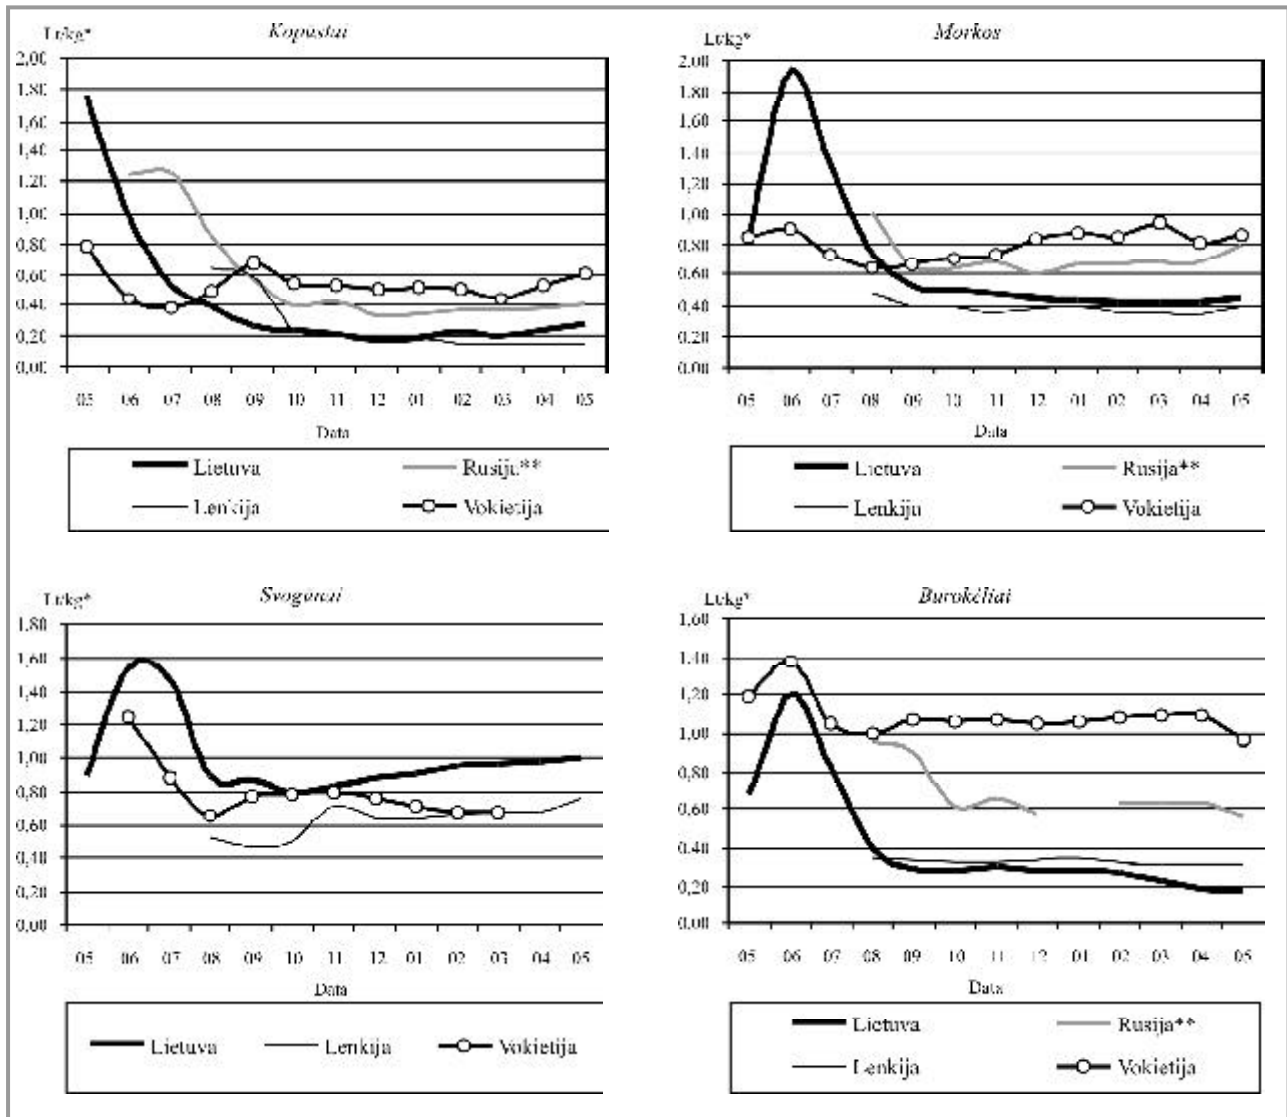 Lt/kg*
Kopūstai
2,00
1,80
1,60
1,40
1,20
1,00
0,80
0,60
0,40
0,20
0,00
05 06 07 08 09 10 11 12 01 02 03 04 05
Data
Lietuva Rusija**
Lenkija Vokietija
Lt/kg*
Morkos
2.00
1.80
1.60
1.40
1.20
1.00
0.80
0.60
0.40
0.20
0.00
05 06 07 08 09 10 11 12 01 02 03 04 05
Data
Lietuva Rusija**
Lenkija Vokietija
Lt/kg*
Svogūnai
1,80
1,60
1,40
1,20
1,00
0,80
0,60
0,40
0,20
0,00
05 06 07 08 09 10 11 12 01 02 03 04 05
Data
Lietuva Lenkija Vokietija
Lt/kg*
Burokėliai
1,60
1,40
1,20
1,00
0,80
0,60
0,40
0,20
0,00
05 06 07 08 09 10 11 12 01 02 03 04 05
Data
Lietuva Rusija**
Lenkija Vokietija